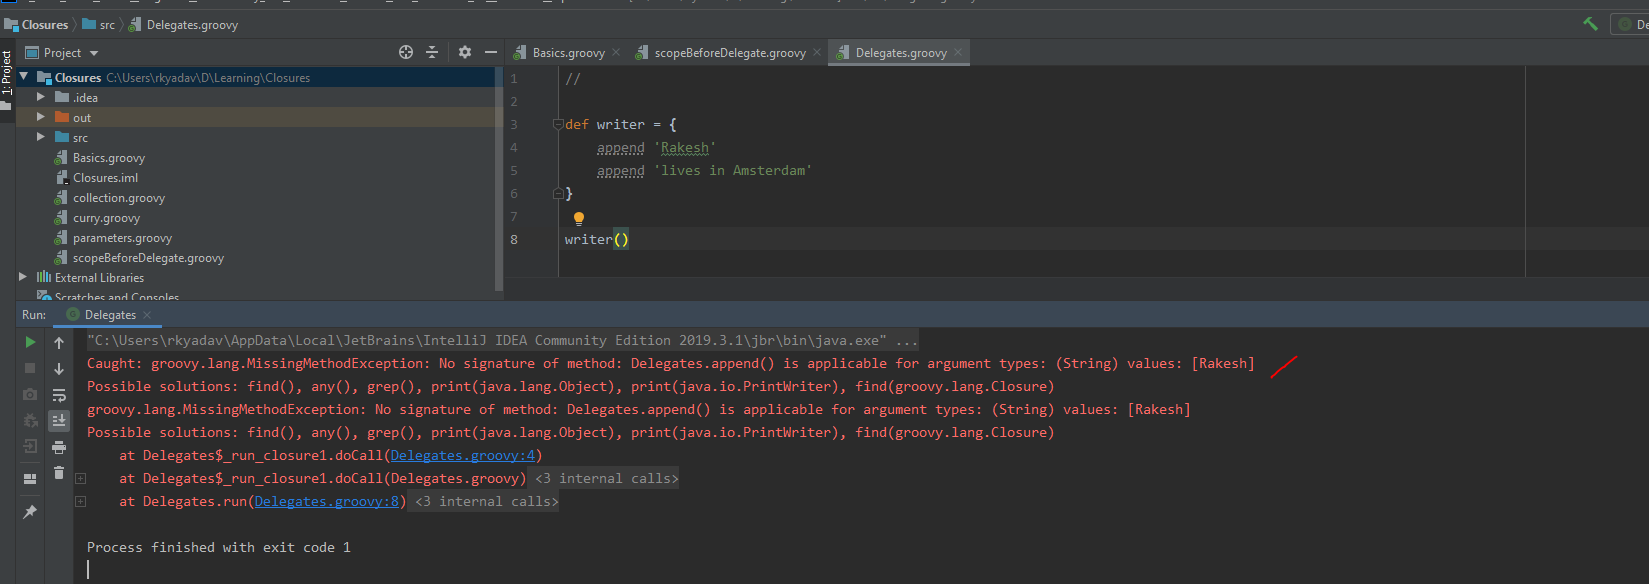 Closures src Delegates.groovy De
Project
Basics.groovy scopeBeforeDelegate.groovy Delegates.groovy
1: Project
Closures C:\Users\rkyadav\D\Learning\Closures
.idea
out
src
Basics.groovy
Closures.iml
collection.groovy
curry.groovy
parameters.groovy
scopeBeforeDelegate.groovy
External Libraries
Scratches and Consoles
1 //
2
3 def writer = {
4 append 'Rakesh'
5 append 'lives in Amsterdam'
6 }
7
8 writer()
Run: Delegates
"C:\Users\rkyadav\AppData\Local\JetBrains\IntelliJ IDEA Community Edition 2019.3.1\jbr\bin\java.exe" ...
Caught: groovy.lang.MissingMethodException: No signature of method: Delegates.append() is applicable for argument types: (String) values: [Rakesh]
Possible solutions: find(), any(), grep(), print(java.lang.Object), print(java.io.PrintWriter), find(groovy.lang.Closure)
groovy.lang.MissingMethodException: No signature of method: Delegates.append() is applicable for argument types: (String) values: [Rakesh]
Possible solutions: find(), any(), grep(), print(java.lang.Object), print(java.io.PrintWriter), find(groovy.lang.Closure)
at Delegates$_run_closure1.doCall(Delegates.groovy:4)
at Delegates$_run_closure1.doCall(Delegates.groovy) <3 internal calls>
at Delegates.run(Delegates.groovy:8) <3 internal calls>
Process finished with exit code 1